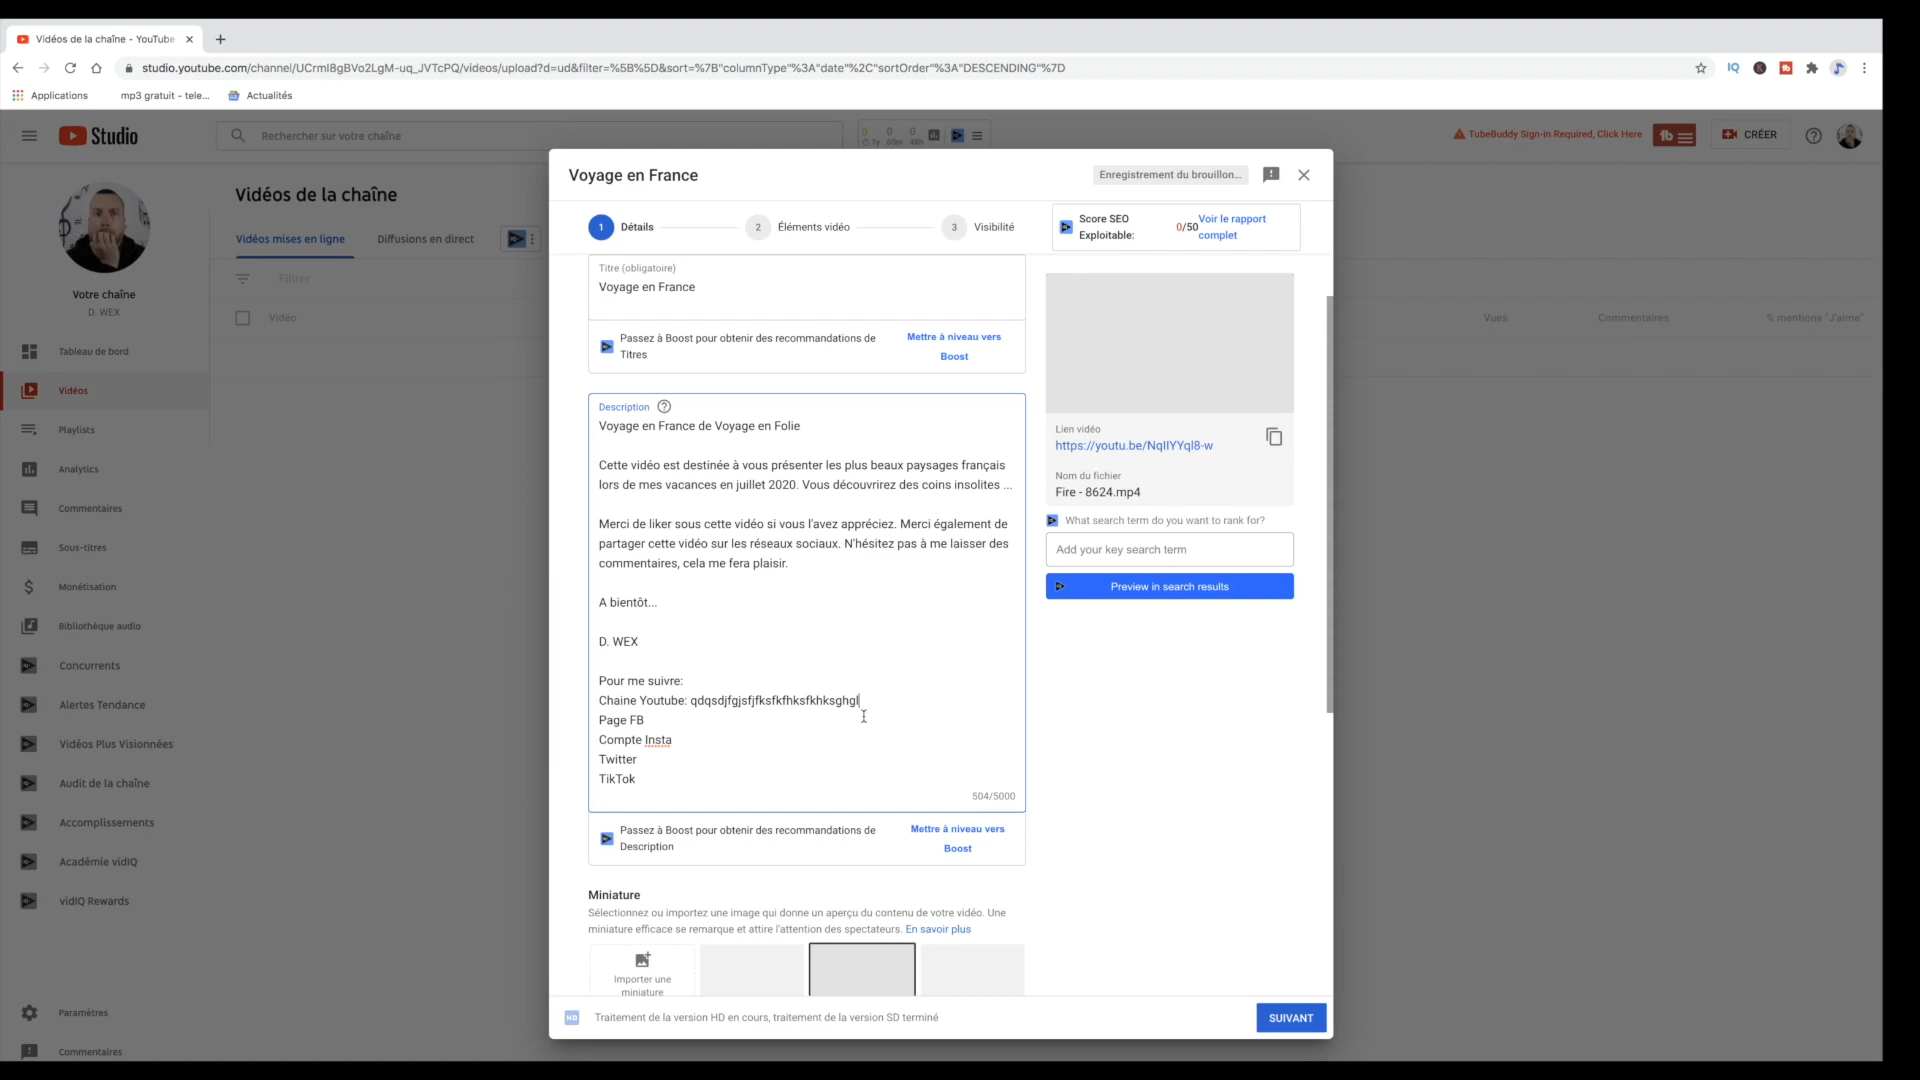 Vidéos de la chaîne - YouTube
studio.youtube.com/channel/UCrmI8gBVo2LgM-uq_JVTcPQ/videos/upload?d=ud&filter=%5B%5D&sort=%7B"columnType"%3A"date"%2C"sortOrder"%3A"DESCENDING"%7D
IQ
Applications
mp3 gratuit - tele...
Actualités
Studio
Rechercher sur votre chaîne
0 0 0
1y 60m 48h
TubeBuddy Sign-in Required, Click Here
CRÉER
Votre chaîne
D. WEX
Tableau de bord
Vidéos
Playlists
Analytics
Commentaires
Sous-titres
Monétisation
Bibliothèque audio
Concurrents
Alertes Tendance
Vidéos Plus Visionnées
Audit de la chaîne
Accomplissements
Académie vidIQ
vidIQ Rewards
Paramètres
Commentaires
Vidéos de la chaîne
Vidéos mises en ligne
Diffusions en direct
Filtrer
Vidéo
Vues
Commentaires
% mentions "J'aime"
Voyage en France
Enregistrement du brouillon...
1 Détails
2 Éléments vidéo
3 Visibilité
Score SEO
Exploitable:
0/50
Voir le rapport
complet
Titre (obligatoire)
Voyage en France
Passez à Boost pour obtenir des recommandations de
Titres
Mettre à niveau vers
Boost
Description
Voyage en France de Voyage en Folie
Cette vidéo est destinée à vous présenter les plus beaux paysages français
lors de mes vacances en juillet 2020. Vous découvrirez des coins insolites ...
Merci de liker sous cette vidéo si vous l'avez appréciez. Merci également de
partager cette vidéo sur les réseaux sociaux. N'hésitez pas à me laisser des
commentaires, cela me fera plaisir.
A bientôt...
D. WEX
Pour me suivre:
Chaine Youtube: qdqsdjfgjsfjfksfkfhksfkhksghgl
Page FB
Compte Insta
Twitter
TikTok
504/5000
Passez à Boost pour obtenir des recommandations de
Description
Mettre à niveau vers
Boost
Miniature
Sélectionnez ou importez une image qui donne un aperçu du contenu de votre vidéo. Une
miniature efficace se remarque et attire l'attention des spectateurs. En savoir plus
Importer une
miniature
Lien vidéo
https://youtu.be/NqIIYYqI8-w
Nom du fichier
Fire - 8624.mp4
What search term do you want to rank for?
Add your key search term
Preview in search results
HD
Traitement de la version HD en cours, traitement de la version SD terminé
SUIVANT